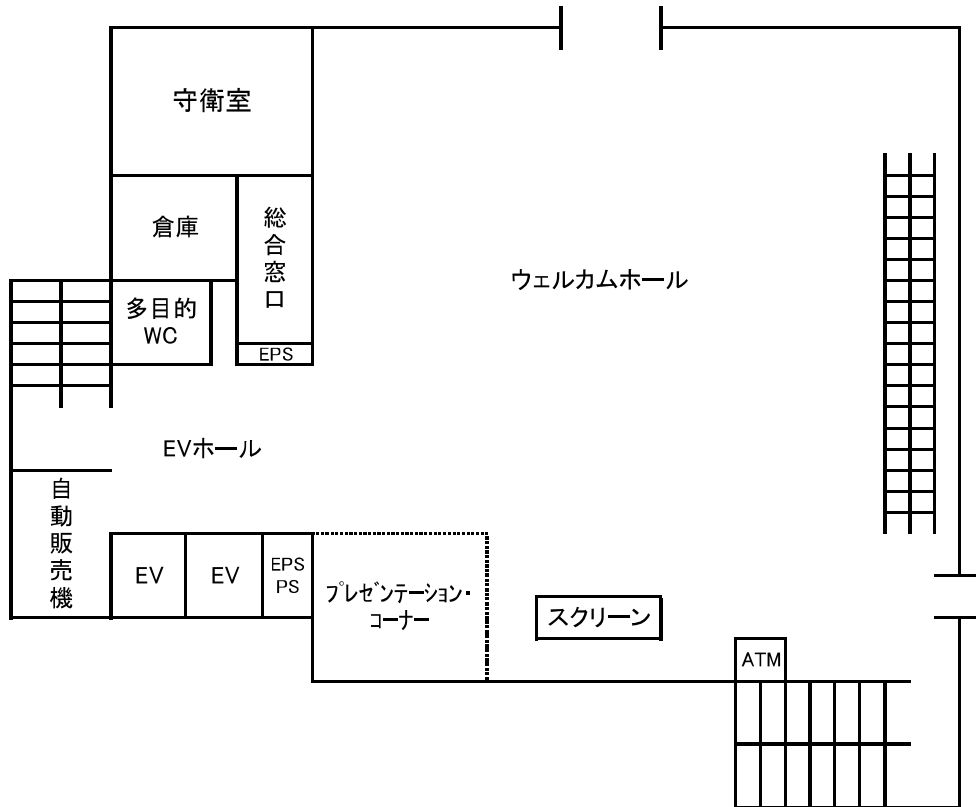 守衛室
倉庫
総合窓口
ウェルカムホール
多目的
WC
EPS
EVホール
自動販売機
EV
EV
EPS
PS
プレゼンテーション・
コーナー
スクリーン
ATM